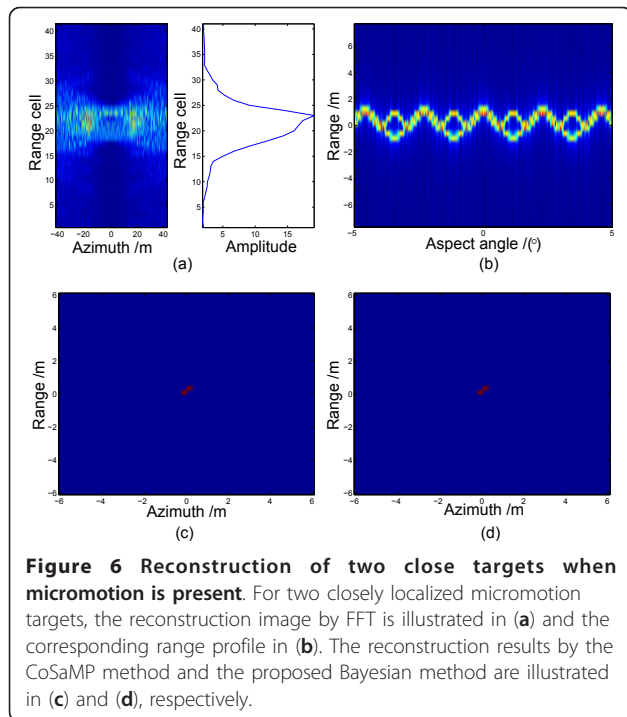 Range cell
40
35
30
25
20
15
10
5
-40 -20 0 20 40
Azimuth /m
Range cell
40
35
30
25
20
15
10
5
5 10 15
Amplitude
(a)
Range /m
6
4
2
0
−2
−4
−6
−5 0 5
Aspect angle /(°)
(b)
Range /m
6
4
2
0
−2
−4
−6
−6 −4 −2 0 2 4 6
Azimuth /m
(c)
Range /m
6
4
2
0
−2
−4
−6
−6 −4 −2 0 2 4 6
Azimuth /m
(d)
Figure 6 Reconstruction of two close targets when
micromotion is present. For two closely localized micromotion
targets, the reconstruction image by FFT is illustrated in (a) and the
corresponding range profile in (b). The reconstruction results by the
CoSaMP method and the proposed Bayesian method are illustrated
in (c) and (d), respectively.